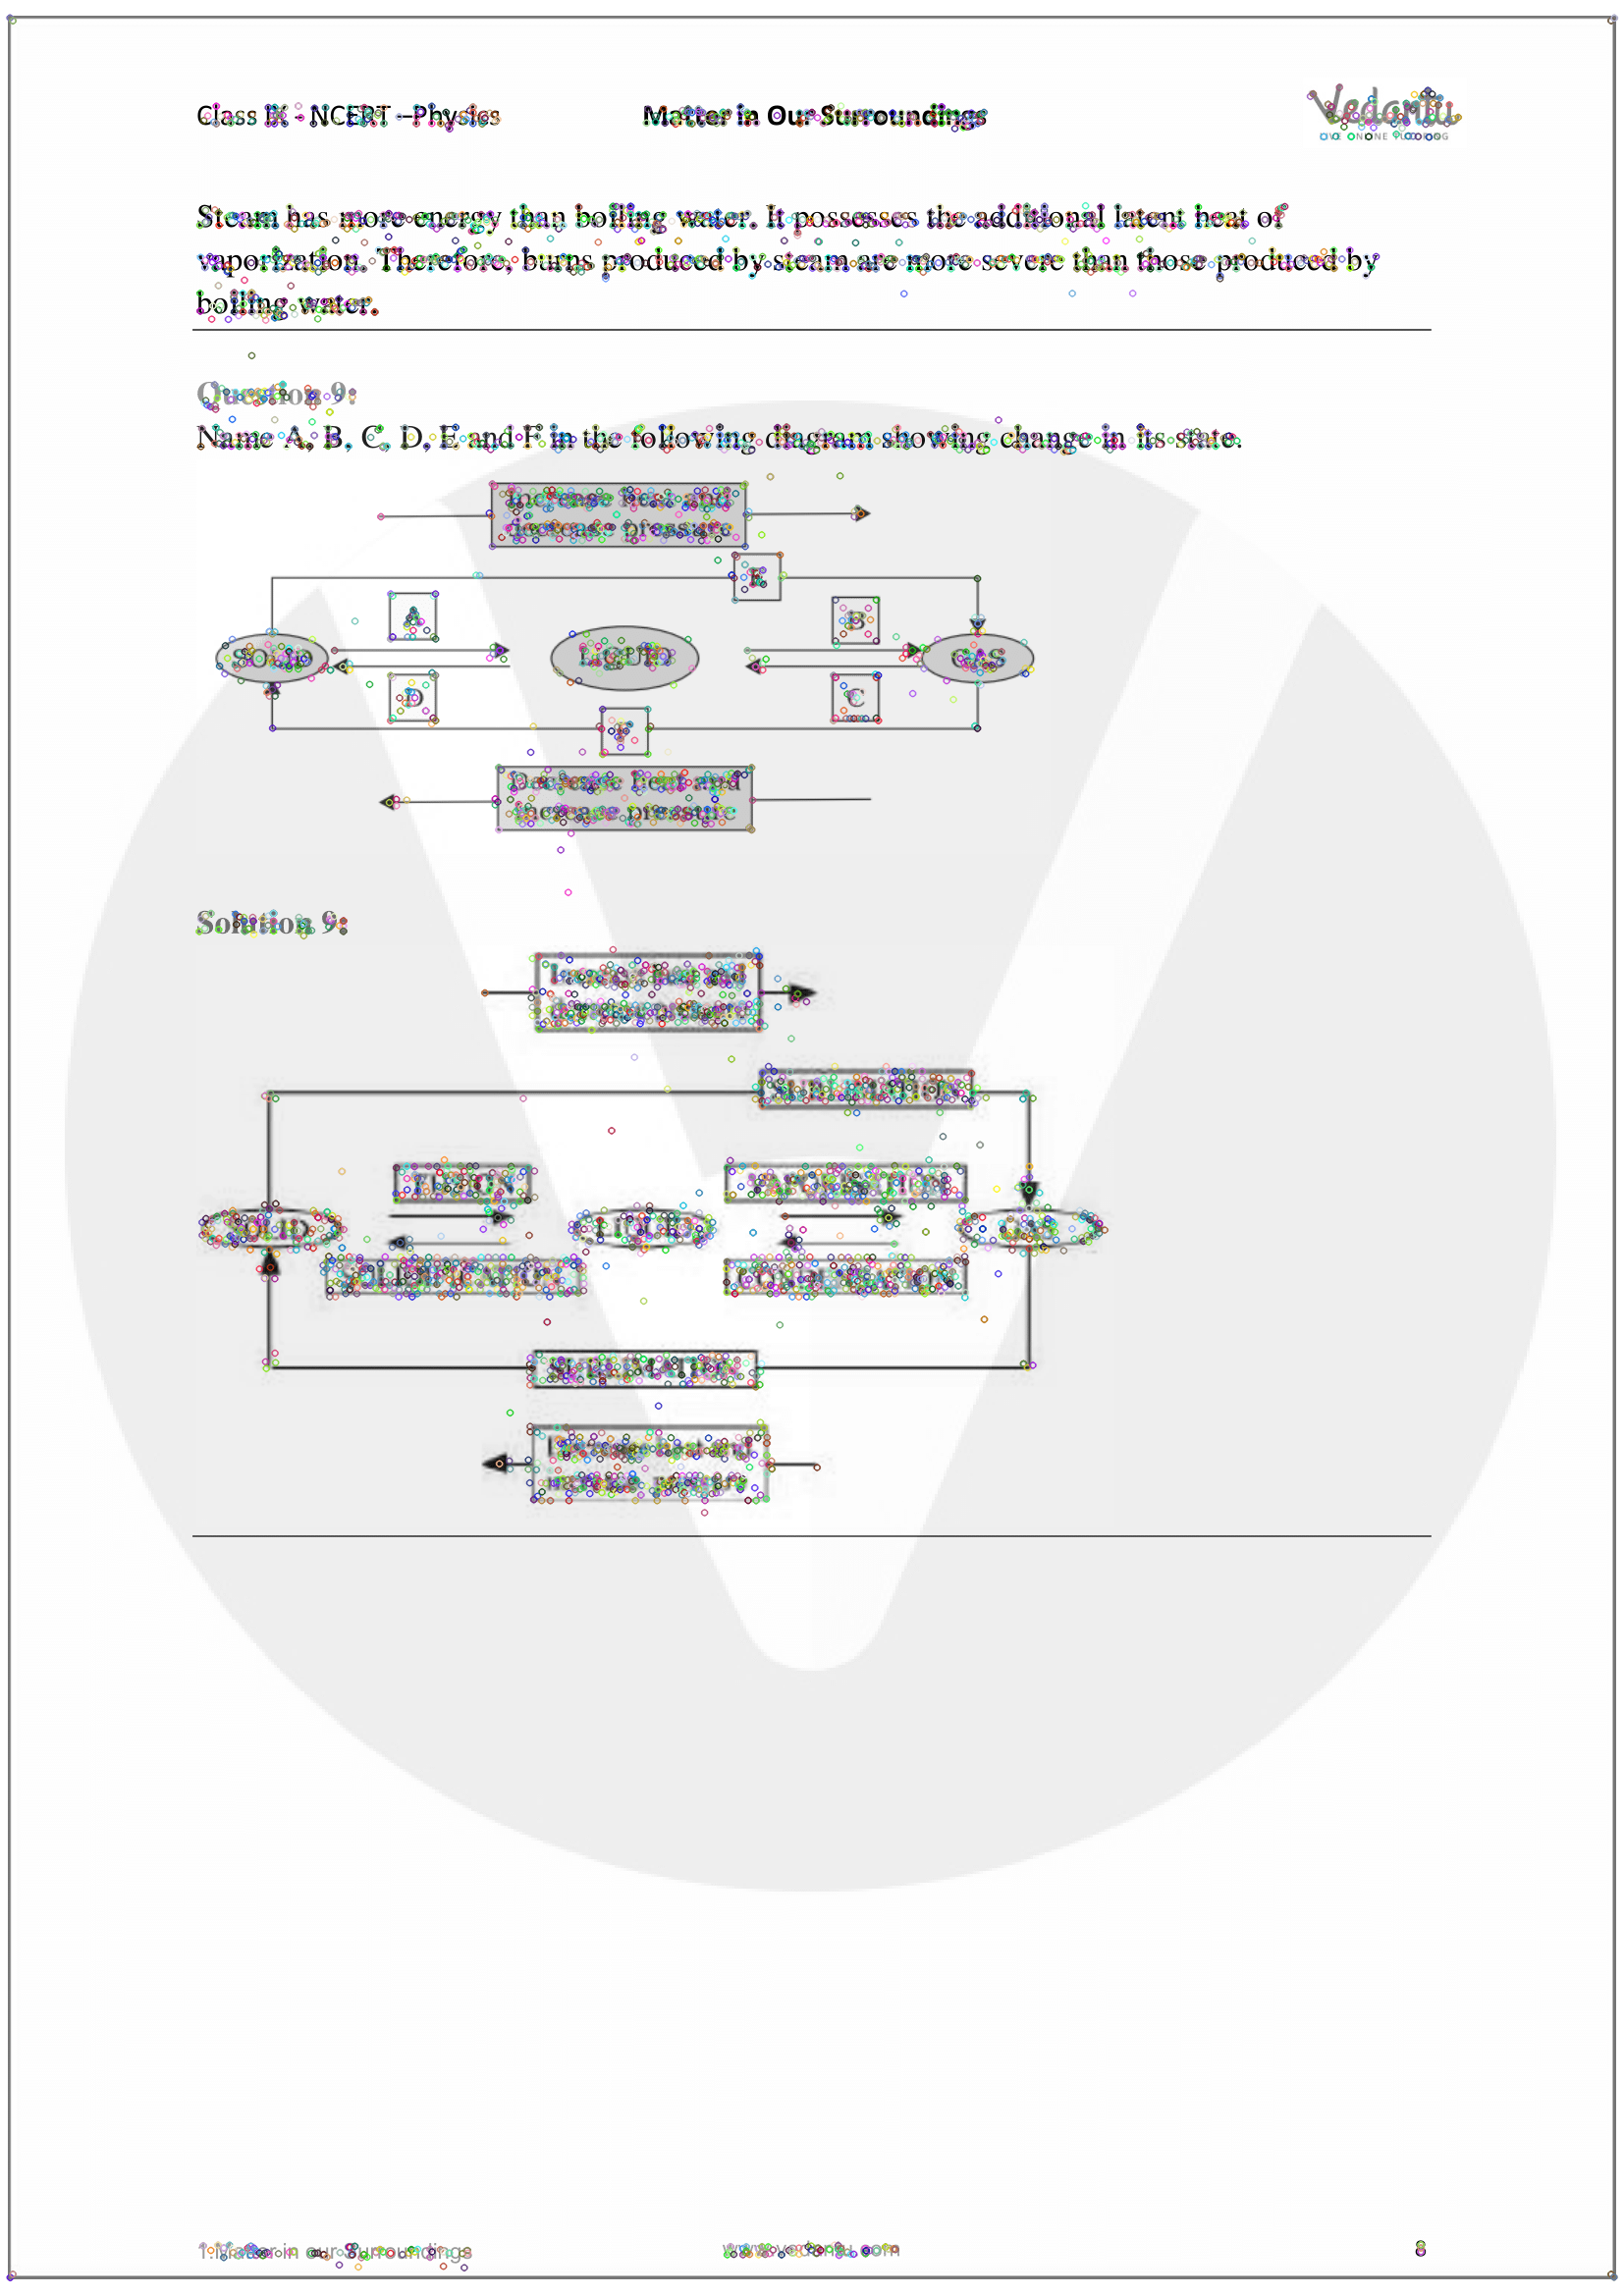 Class IX - NCERT –Physics
Matter in Our Surroundings
Vedantu
LIVE ONLINE TUTORING
Steam has more energy than boiling water. It possesses the additional latent heat of
vaporization. Therefore, burns produced by steam are more severe than those produced by
boiling water.
Question 9:
Name A, B, C, D, E and F in the following diagram showing change in its state.
Increase heat and
decrease pressure
E
A
B
SOLID
LIQUID
GAS
D
C
F
Decrease heat and
increase pressure
Solution 9:
Increase heat and
decrease pressure
SUBLIMATION
SOLID
SOLIDIFICATION
CONDENSATION
SUBLIMATION
Decrease heat and
increase pressure
1.Matter in our Surroundings
www.vedantu.com
8